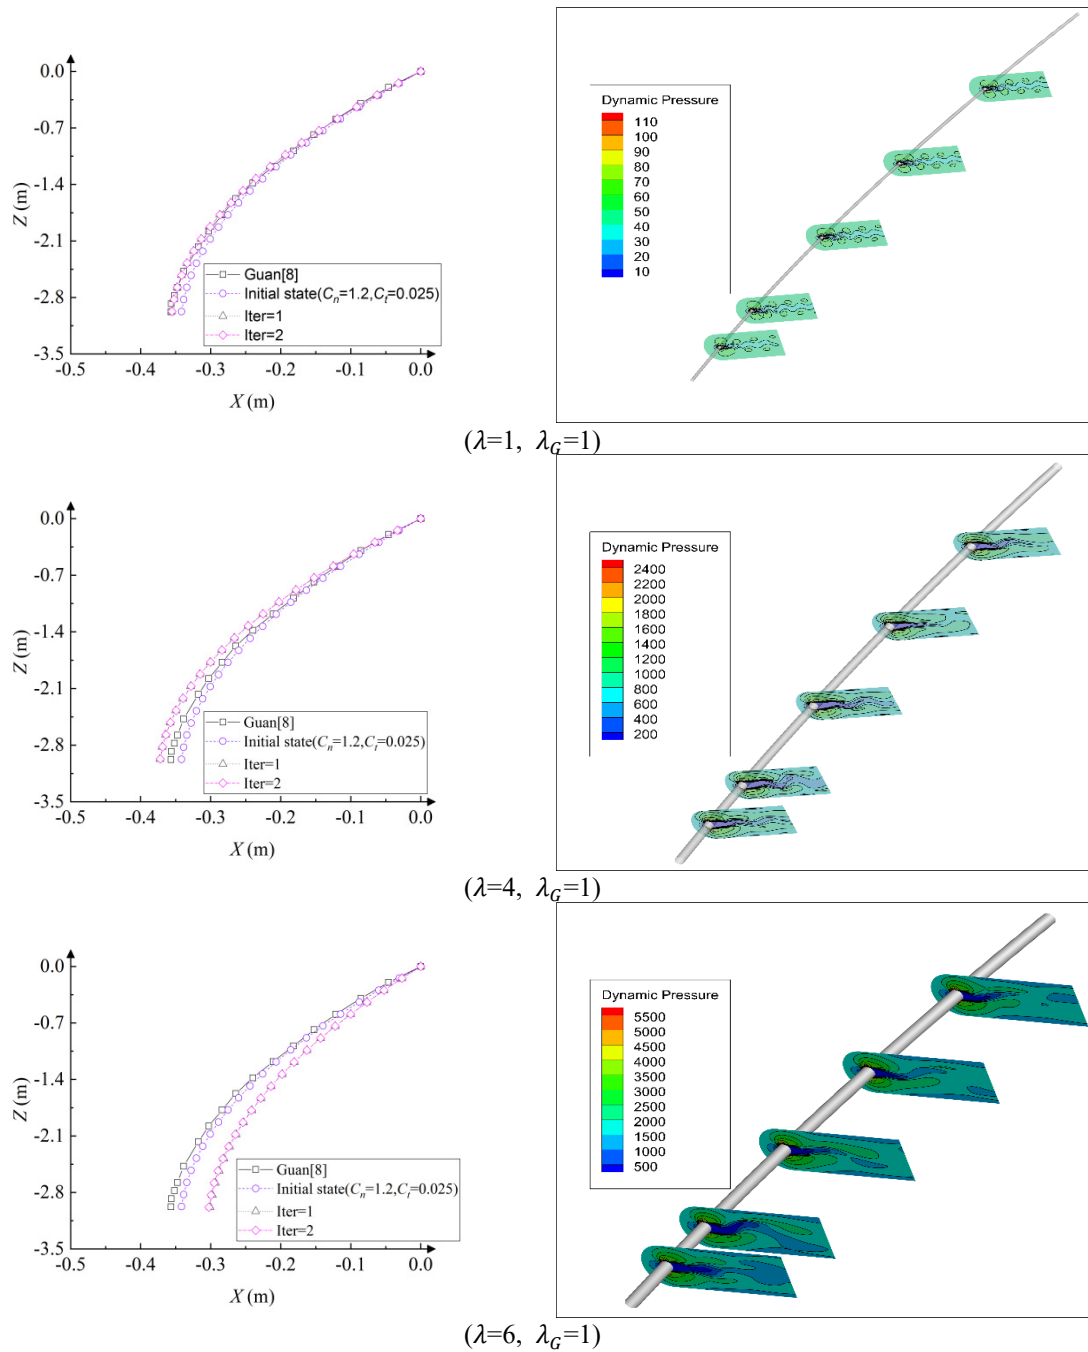 0.0
-0.7
-1.4
-2.1
-2.8
-3.5
Z (m)
-0.5 -0.4 -0.3 -0.2 -0.1 0.0
X (m)
Guan[8]
Initial state(Cn=1.2,Ct=0.025)
Iter=1
Iter=2
Dynamic Pressure
110
100
90
80
70
60
50
40
30
20
10
(λ=1, λG=1)
0.0
-0.7
-1.4
-2.1
-2.8
-3.5
Z (m)
-0.5 -0.4 -0.3 -0.2 -0.1 0.0
X (m)
Guan[8]
Initial state(Cn=1.2,Ct=0.025)
Iter=1
Iter=2
Dynamic Pressure
2400
2200
2000
1800
1600
1400
1200
1000
800
600
400
200
(λ=4, λG=1)
0.0
-0.7
-1.4
-2.1
-2.8
-3.5
Z (m)
-0.5 -0.4 -0.3 -0.2 -0.1 0.0
X (m)
Guan[8]
Initial state(Cn=1.2,Ct=0.025)
Iter=1
Iter=2
Dynamic Pressure
5500
5000
4500
4000
3500
3000
2500
2000
1500
1000
500
(λ=6, λG=1)